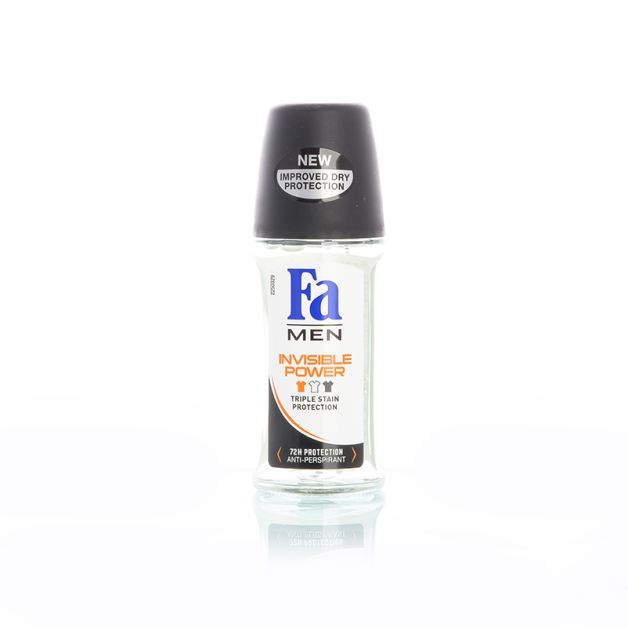 NEW
IMPROVED DRY
PROTECTION
Fa
MEN
INVISIBLE
POWER
TRIPLE STAIN
PROTECTION
72H PROTECTION
ANTI-PERSPIRANT